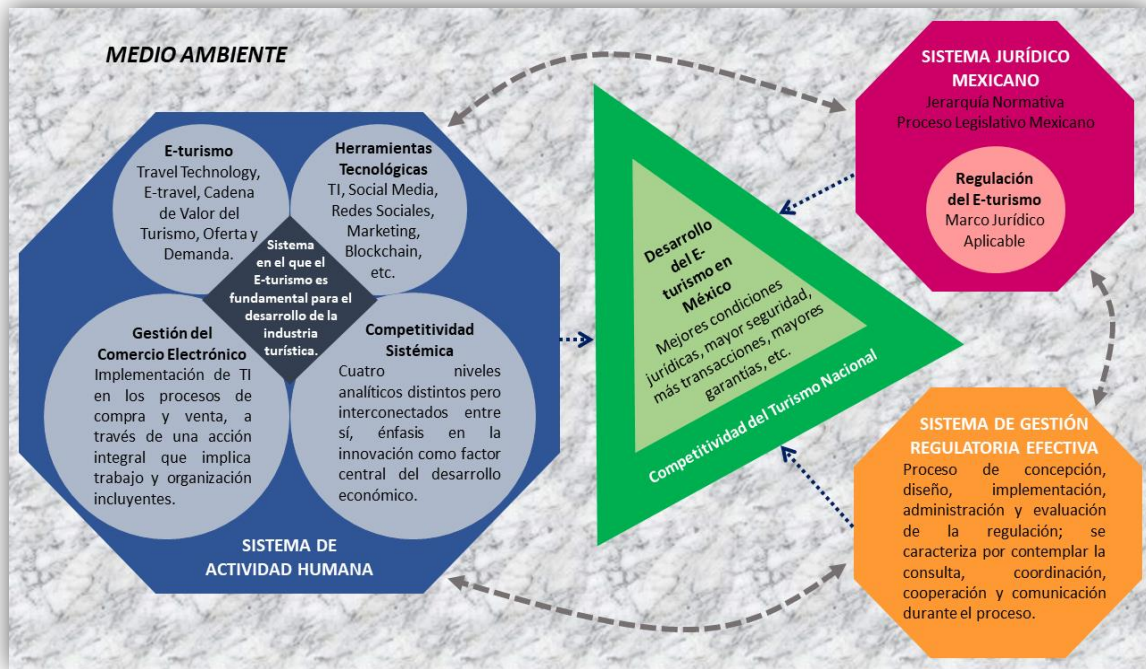 MEDIO AMBIENTE
E-turismo
Travel Technology,
E-travel, Cadena
de Valor del
Turismo, Oferta y
Demanda.
Herramientas
Tecnológicas
TI, Social Media,
Redes Sociales,
Marketing,
Blockchain,
etc.
Sistema
en el que el
E-turismo es
fundamental para el
desarrollo de la
industria
turística.
Gestión del
Comercio Electrónico
Implementación de TI
en los procesos de
compra y venta, a
través de una acción
integral que implica
trabajo y organización
incluyentes.
Competitividad
Sistémica
Cuatro niveles
analíticos distintos pero
interconectados entre
sí, énfasis en la
innovación como factor
central del desarrollo
económico.
SISTEMA DE
ACTIVIDAD HUMANA
Desarrollo
del E-
turismo en
México
Mejores condiciones
jurídicas, mayor seguridad,
más transacciones, mayores
garantías, etc.
Competitividad del Turismo Nacional
SISTEMA JURÍDICO
MEXICANO
Jerarquía Normativa
Proceso Legislativo Mexicano
Regulación
del E-turismo
Marco Jurídico
Aplicable
SISTEMA DE GESTIÓN
REGULATORIA EFECTIVA
Proceso de concepción,
diseño, implementación,
administración y evaluación
de la regulación; se
caracteriza por contemplar la
consulta, coordinación,
cooperación y comunicación
durante el proceso.